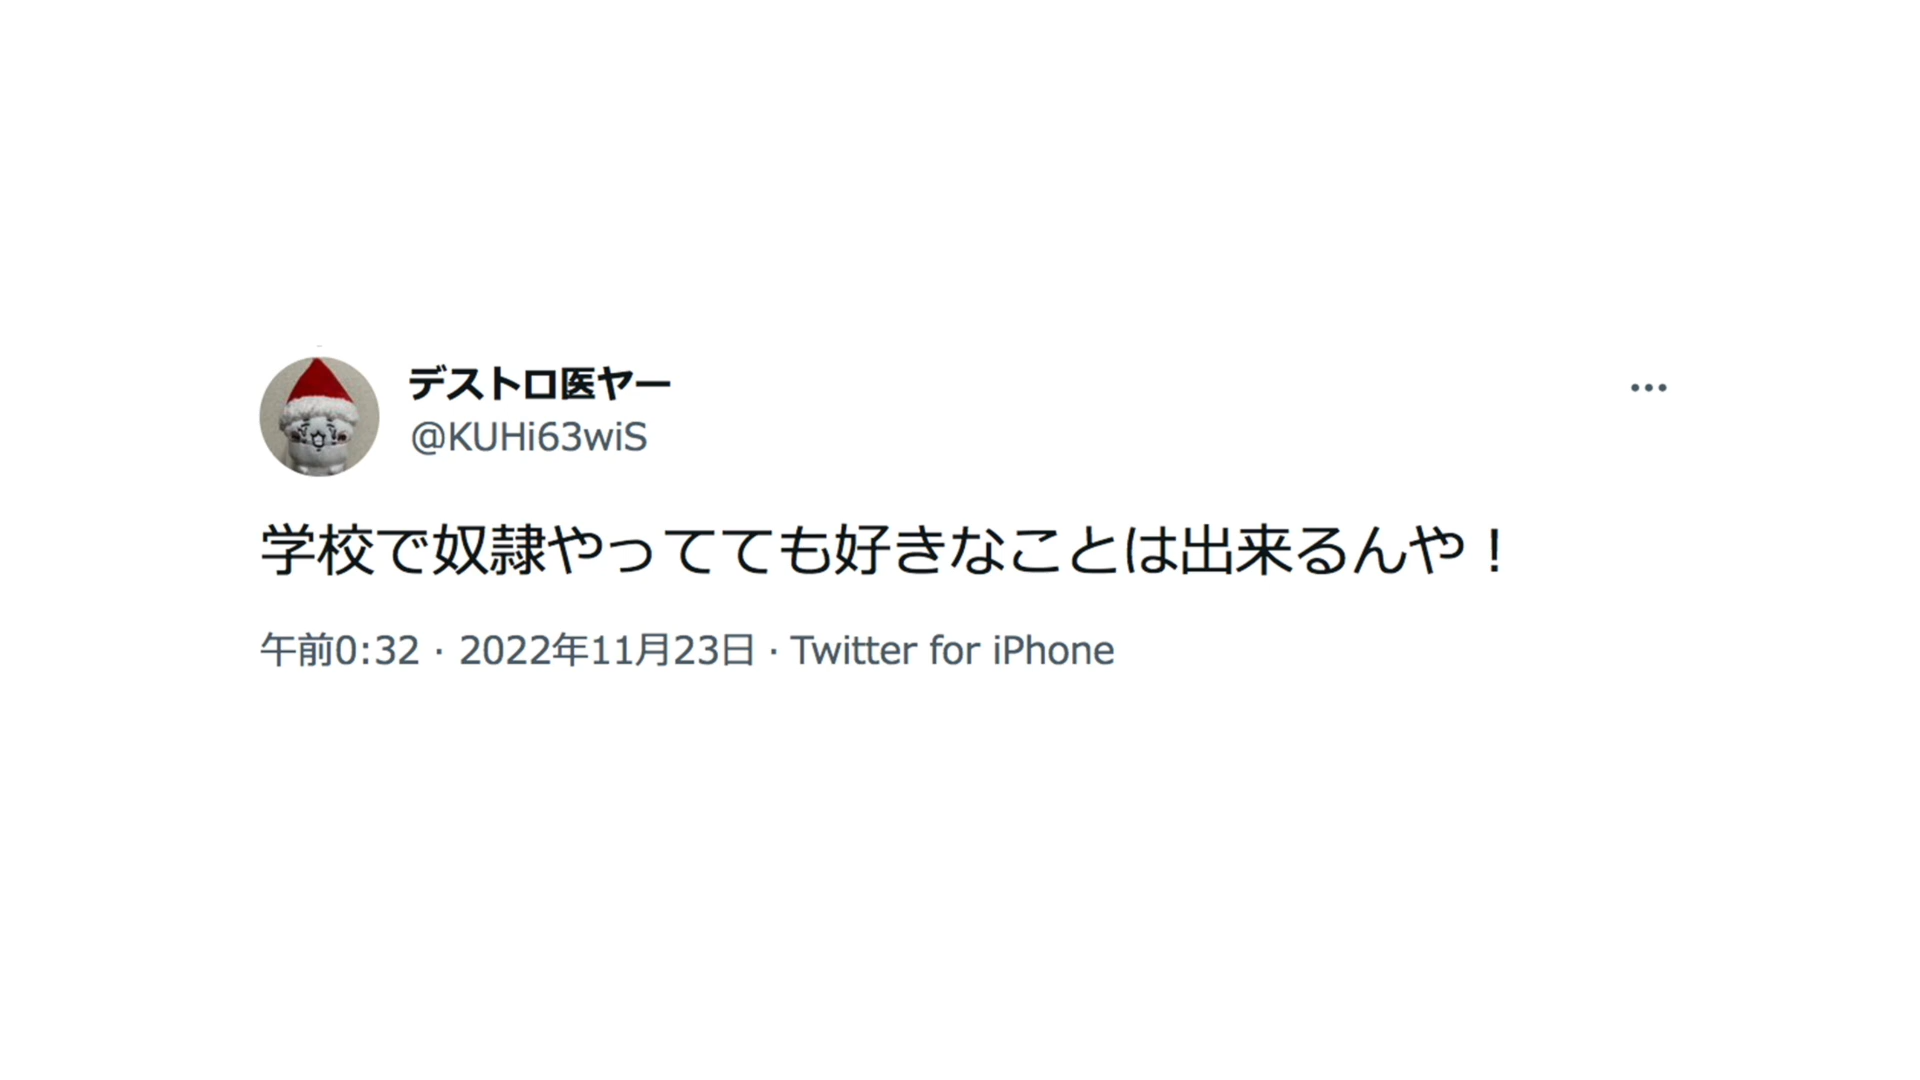 デストロ医ヤー
@KUHi63wiS
学校で奴隷やってても好きなことは出来るんや！
午前0:32 · 2022年11月23日 · Twitter for iPhone